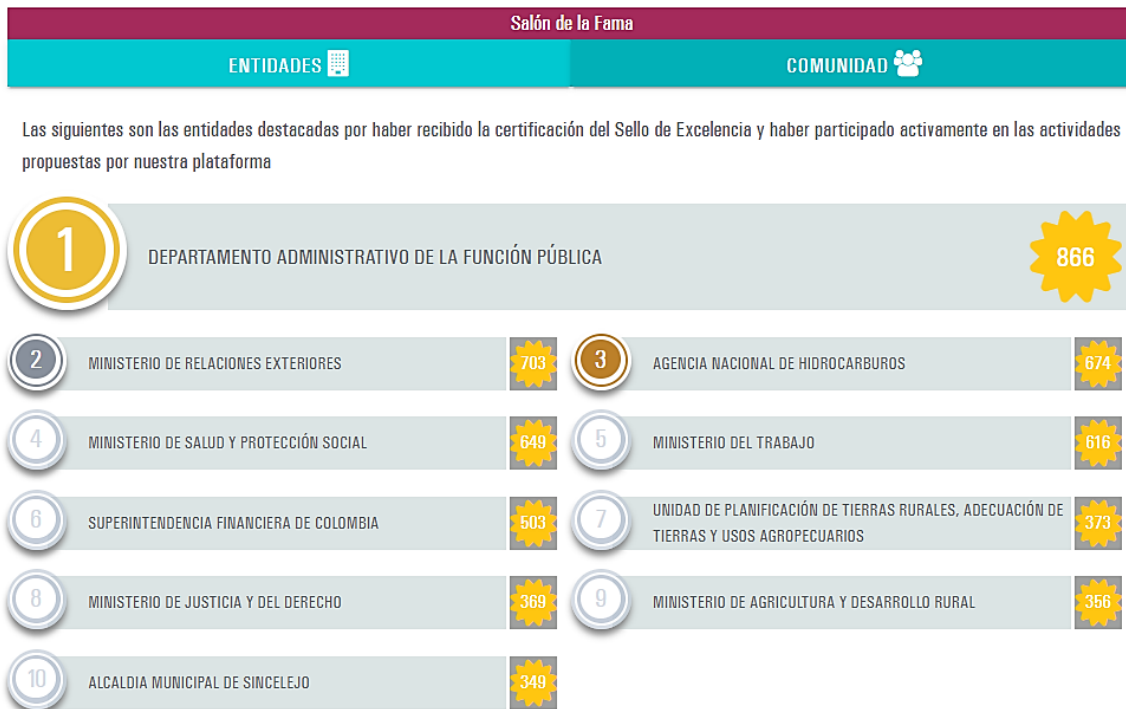 Salón de la Fama
ENTIDADES
COMUNIDAD
Las siguientes son las entidades destacadas por haber recibido la certificación del Sello de Excelencia y haber participado activamente en las actividades
propuestas por nuestra plataforma
1
DEPARTAMENTO ADMINISTRATIVO DE LA FUNCIÓN PÚBLICA
866
2
MINISTERIO DE RELACIONES EXTERIORES
703
3
AGENCIA NACIONAL DE HIDROCARBUROS
674
4
MINISTERIO DE SALUD Y PROTECCIÓN SOCIAL
649
5
MINISTERIO DEL TRABAJO
616
6
SUPERINTENDENCIA FINANCIERA DE COLOMBIA
503
7
UNIDAD DE PLANIFICACIÓN DE TIERRAS RURALES, ADECUACIÓN DE
TIERRAS Y USOS AGROPECUARIOS
373
8
MINISTERIO DE JUSTICIA Y DEL DERECHO
369
9
MINISTERIO DE AGRICULTURA Y DESARROLLO RURAL
356
10
ALCALDIA MUNICIPAL DE SINCELEJO
349